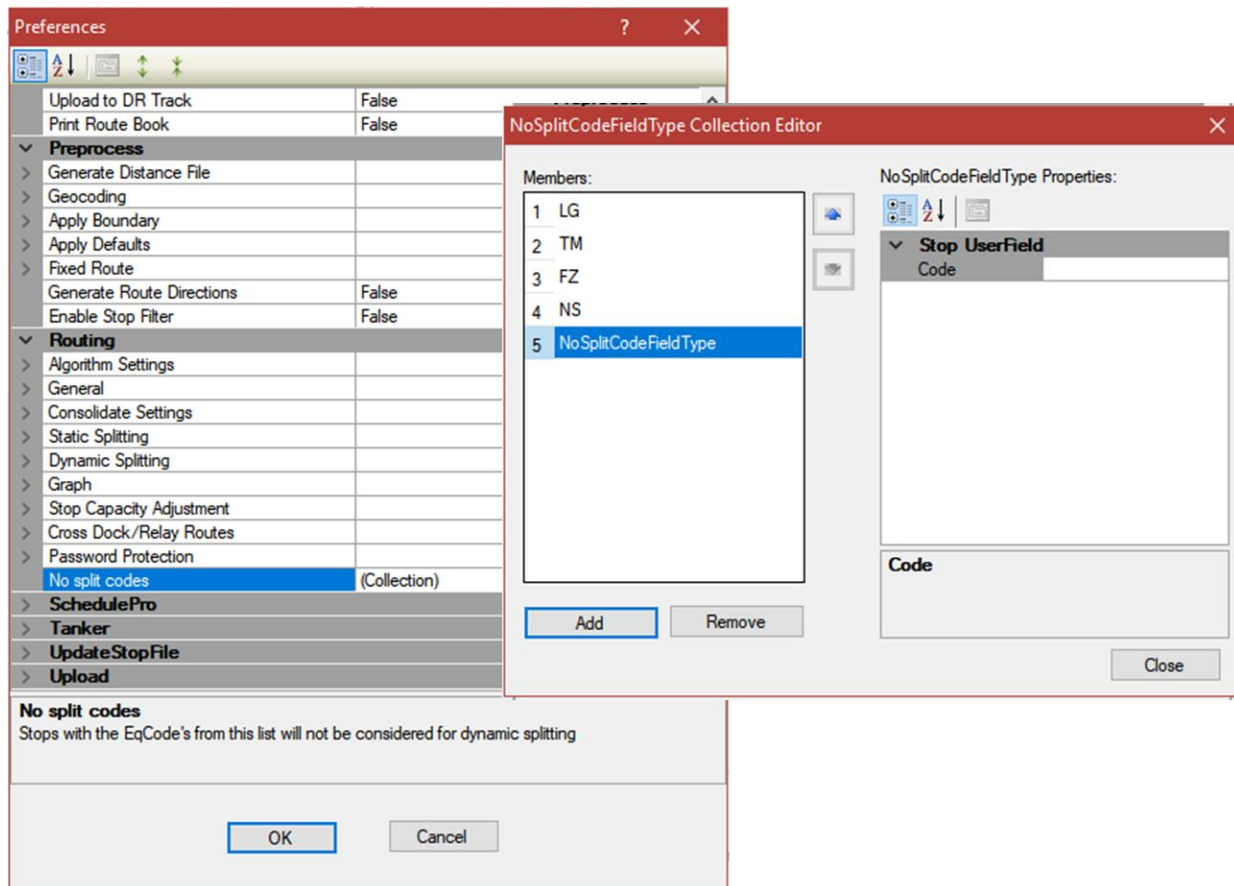 Preferences ?
Upload to DR Track False
Print Route Book False
Preprocess
Generate Distance File
Geocoding
Apply Boundary
Apply Defaults
Fixed Route
Generate Route Directions False
Enable Stop Filter False
Routing
Algorithm Settings
General
Consolidate Settings
Static Splitting
Dynamic Splitting
Graph
Stop Capacity Adjustment
Cross Dock/Relay Routes
Password Protection
No split codes (Collection)
SchedulePro
Tanker
UpdateStopFile
Upload
No split codes
Stops with the EqCode's from this list will not be considered for dynamic splitting
OK Cancel
NoSplitCodeFieldType Collection Editor
Members:
1 LG
2 TM
3 FZ
4 NS
5 NoSplitCodeFieldType
Add Remove
NoSplitCodeFieldType Properties:
Stop UserField
Code
Code
Close